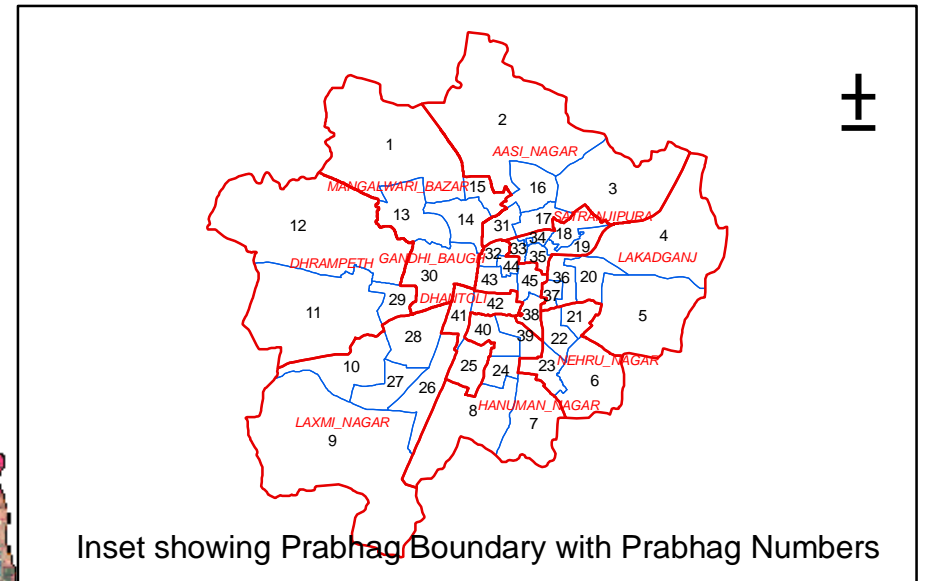 ±
2
1
AASI_NAGAR
MANGALWARI_BAZAR 15 16 3
13 14 17 SATRANJIPURA
12 31 34 18 4
32 33 35 19 LAKADGANJ
DHRAMPETH GANDHI_BAUGH 44
30 43 45 36 20
29 DHANTOLI 42 37
11 41 38 21 5
28 40 39 22
10 25 24 23 NEHRU_NAGAR
27 26 6
8 HANUMAN_NAGAR
LAXMI_NAGAR 7
9
Inset showing Prabhag Boundary with Prabhag Numbers